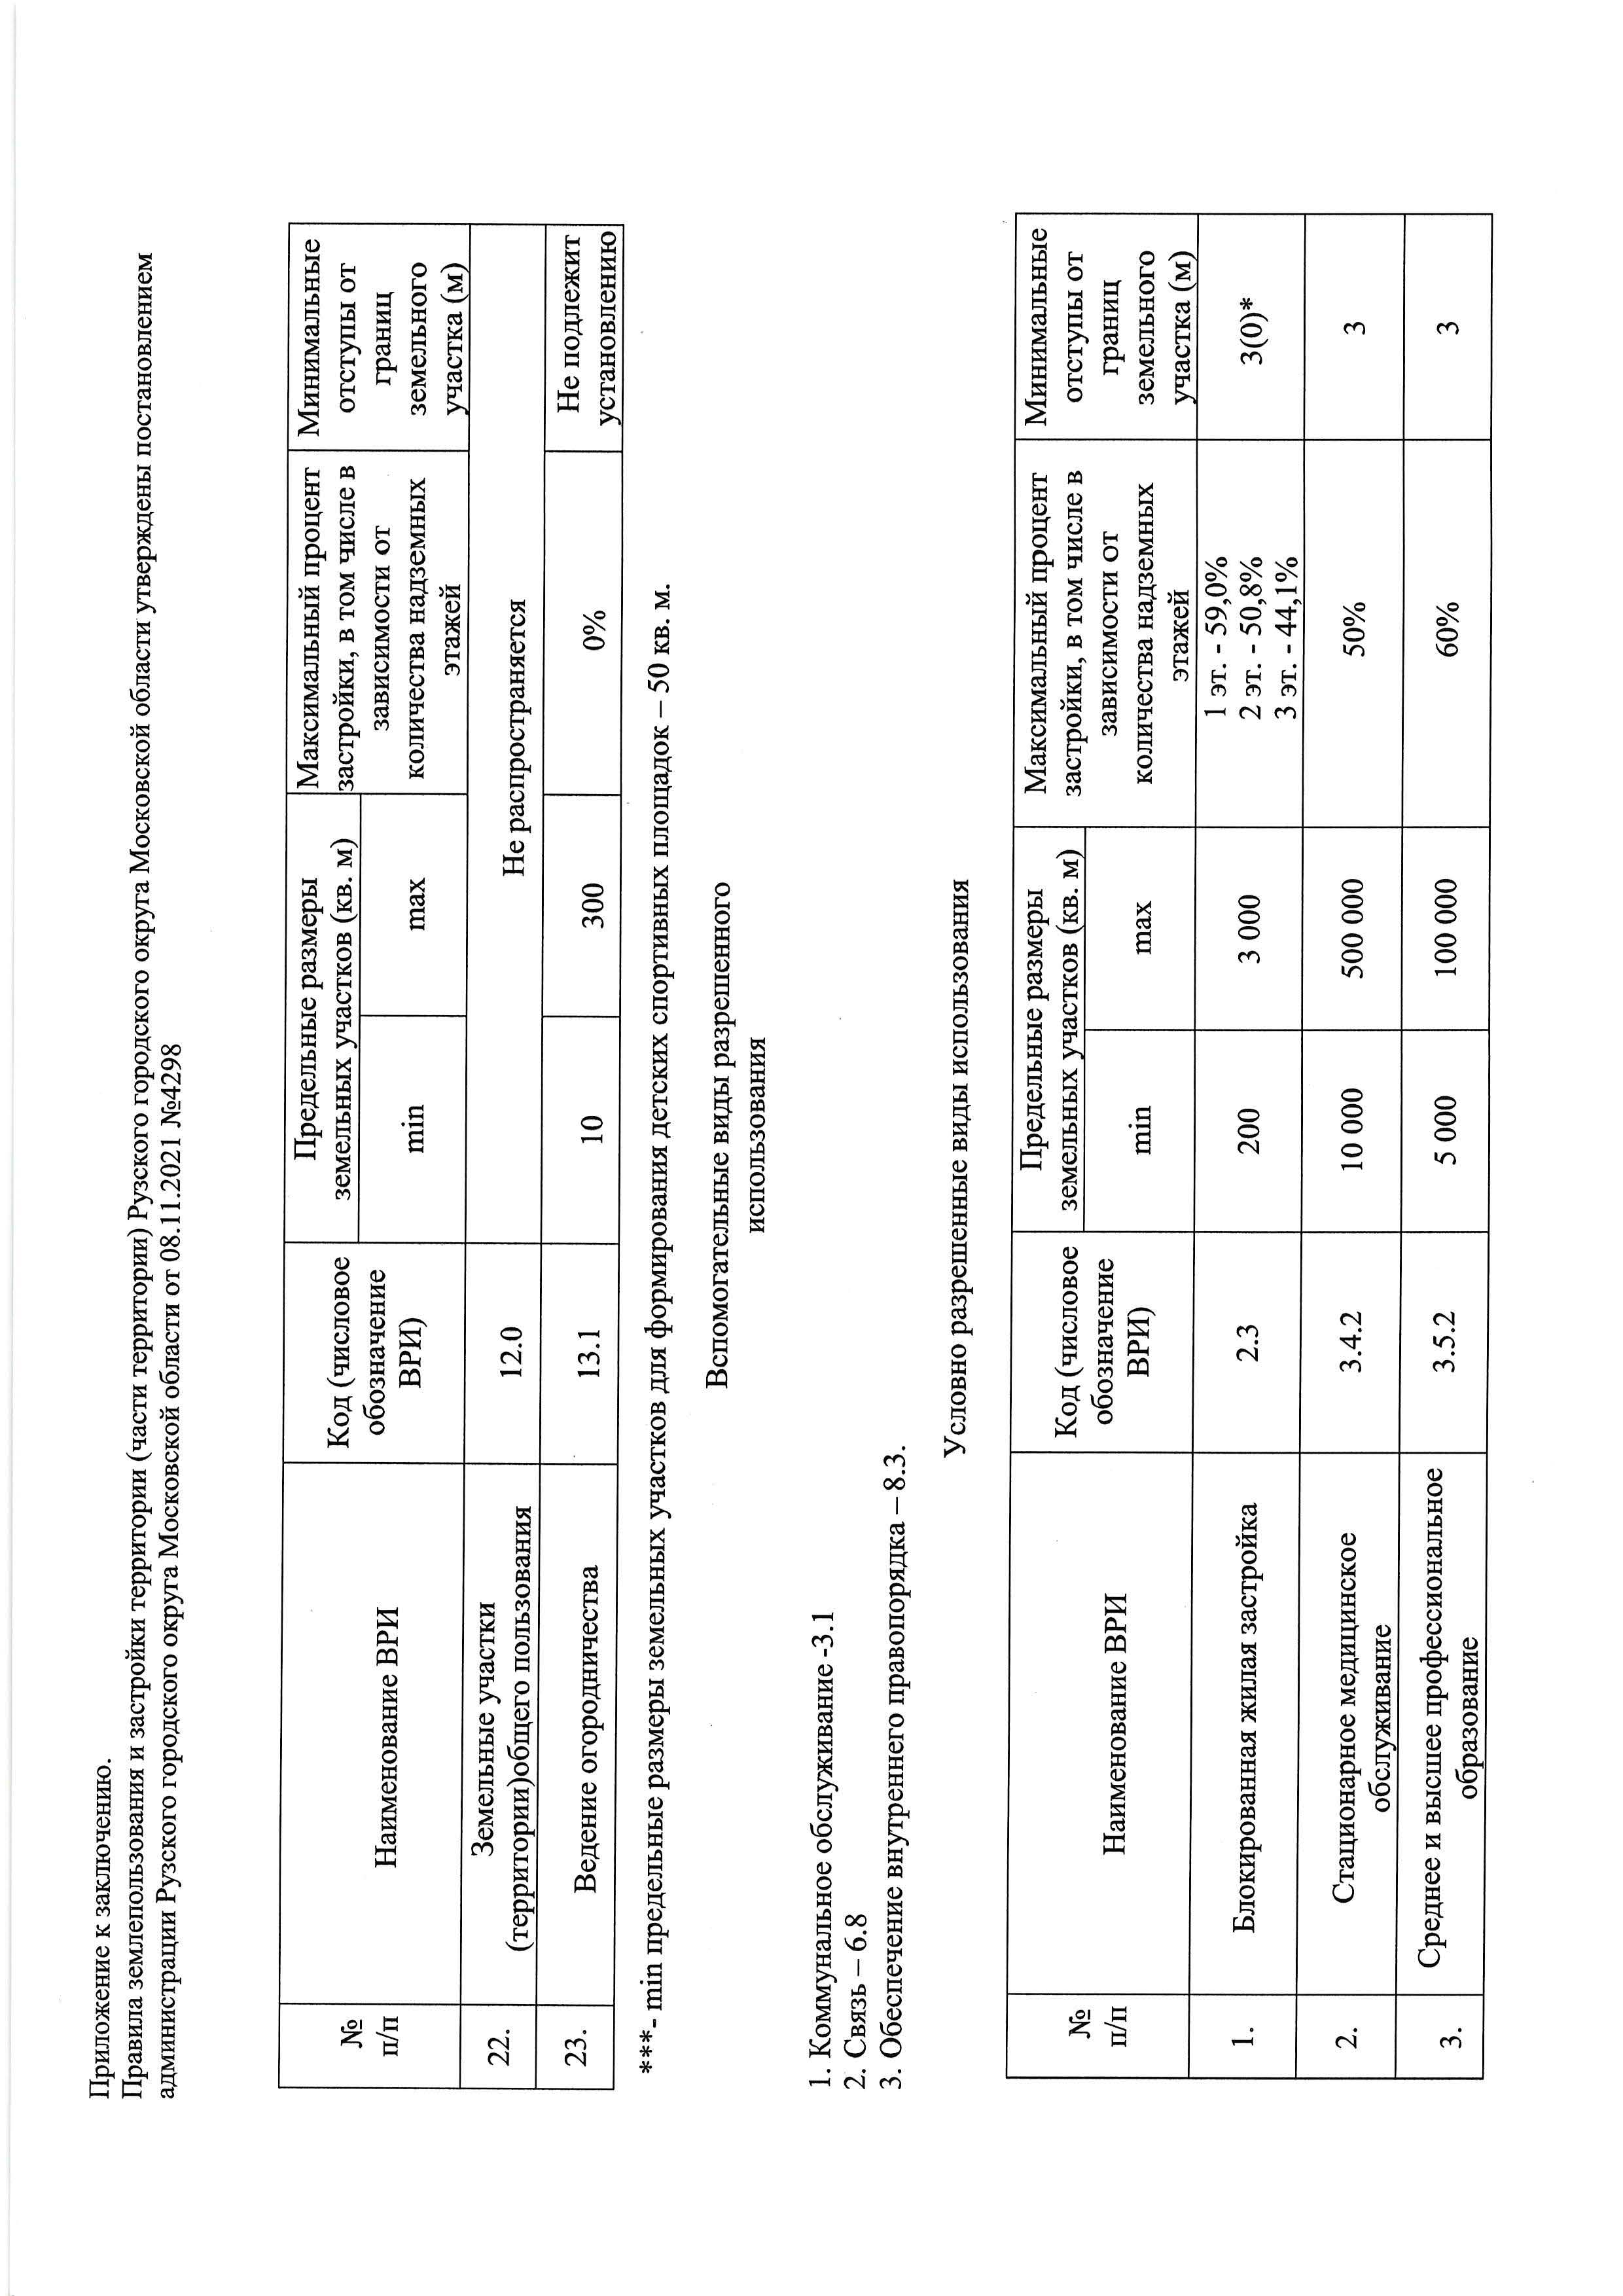 Приложение к заключению.
Правила землепользования и застройки территории (части территории) Рузского городского округа Московской области утверждены постановлением
администрации Рузского городского округа Московской области от 08.11.2021 №4298
№
п/п
Наименование ВРИ
Код (числовое
обозначение
ВРИ)
Предельные размеры
земельных участков (кв. м)
min
max
Максимальный процент
застройки, в том числе в
зависимости от
количества надземных
этажей
Минимальные
отступы от
границ
земельного
участка (м)
22.
Земельные участки
(территории)общего пользования
12.0
Не распространяется
23.
Ведение огородничества
13.1
10
300
0%
Не подлежит
установлению
***- min предельные размеры земельных участков для формирования детских спортивных площадок – 50 кв. м.
Вспомогательные виды разрешенного
использования
1. Коммунальное обслуживание -3.1
2. Связь – 6.8
3. Обеспечение внутреннего правопорядка – 8.3.
Условно разрешенные виды использования
№
п/п
Наименование ВРИ
Код (числовое
обозначение
ВРИ)
Предельные размеры
земельных участков (кв. м)
min
max
Максимальный процент
застройки, в том числе в
зависимости от
количества надземных
этажей
Минимальные
отступы от
границ
земельного
участка (м)
1.
Блокированная жилая застройка
2.3
200
3 000
1 эт. - 59,0%
2 эт. - 50,8%
3 эт. - 44,1%
3(0)*
2.
Стационарное медицинское
обслуживание
3.4.2
10 000
500 000
50%
3
3.
Среднее и высшее профессиональное
образование
3.5.2
5 000
100 000
60%
3